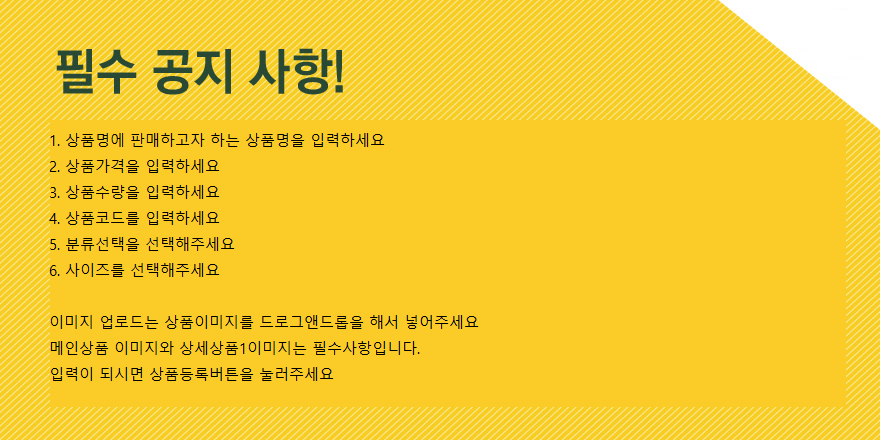 필수 공지 사항!
1. 상품명에 판매하고자 하는 상품명을 입력하세요
2. 상품가격을 입력하세요
3. 상품수량을 입력하세요
4. 상품코드를 입력하세요
5. 분류선택을 선택해주세요
6. 사이즈를 선택해주세요
이미지 업로드는 상품이미지를 드로그앤드롭을 해서 넣어주세요
메인상품 이미지와 상세상품1이미지는 필수사항입니다.
입력이 되시면 상품등록버튼을 눌러주세요